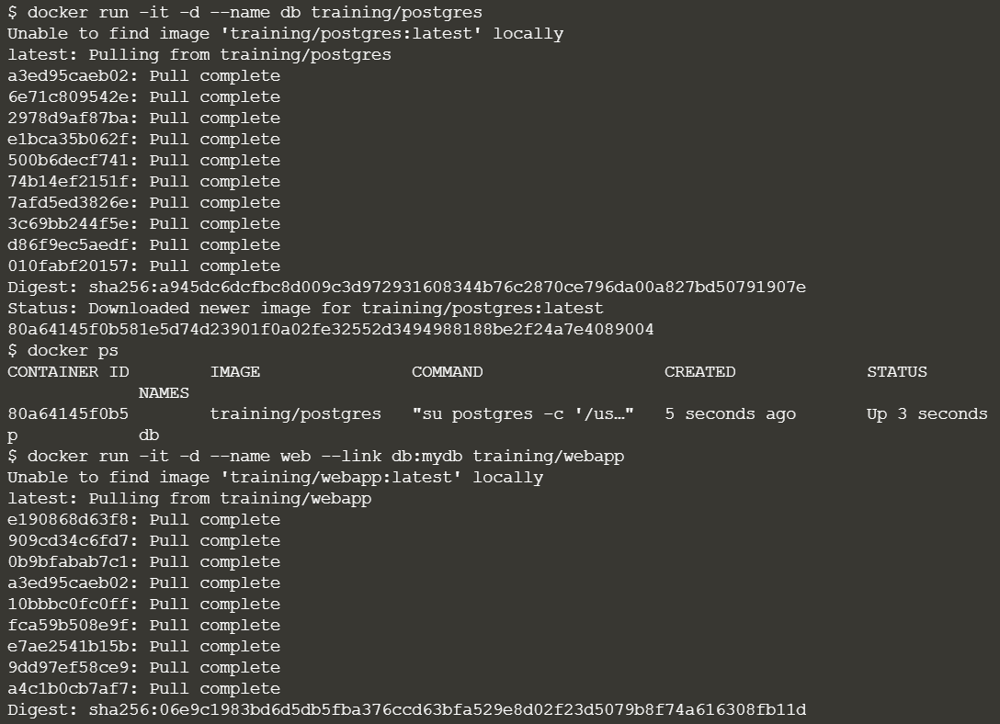 $ docker run -it -d --name db training/postgres
Unable to find image 'training/postgres:latest' locally
latest: Pulling from training/postgres
a3ed95caeb02: Pull complete
6e71c809542e: Pull complete
2978d9af87ba: Pull complete
e1bca35b062f: Pull complete
500b6decf741: Pull complete
74b14ef2151f: Pull complete
7afd5ed3826e: Pull complete
3c69bb244f5e: Pull complete
d86f9ec5aedf: Pull complete
010fabf20157: Pull complete
Digest: sha256:a945dc6dcfbc8d009c3d972931608344b76c2870ce796da00a827bd50791907e
Status: Downloaded newer image for training/postgres:latest
80a64145f0b581e5d74d23901f0a02fe32552d3494988188be2f24a7e4089004
$ docker ps
CONTAINER ID        IMAGE               COMMAND                  CREATED             STATUS
             NAMES
80a64145f0b5        training/postgres   "su postgres -c '/us…"   5 seconds ago       Up 3 seconds
p            db
$ docker run -it -d --name web --link db:mydb training/webapp
Unable to find image 'training/webapp:latest' locally
latest: Pulling from training/webapp
e190868d63f8: Pull complete
909cd34c6fd7: Pull complete
0b9bfabab7c1: Pull complete
a3ed95caeb02: Pull complete
10bbbc0fc0ff: Pull complete
fca59b508e9f: Pull complete
e7ae2541b15b: Pull complete
9dd97ef58ce9: Pull complete
a4c1b0cb7af7: Pull complete
Digest: sha256:06e9c1983bd6d5db5fba376ccd63bfa529e8d02f23d5079b8f74a616308fb11d